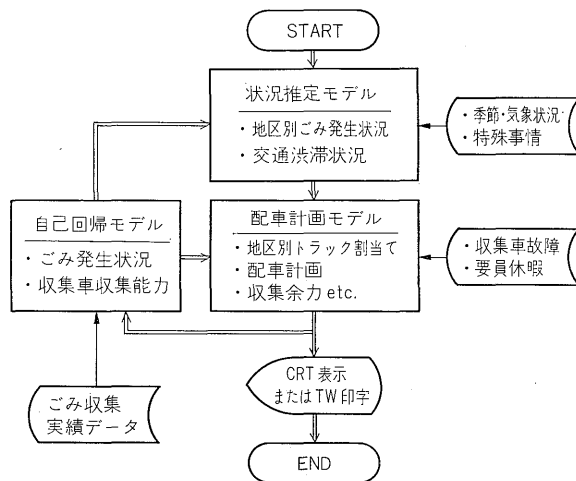 START
状況推定モデル
・地区別ごみ発生状況
・交通渋滞状況
・季節・気象状況
・特殊事情
自己回帰モデル
・ごみ発生状況
・収集車収集能力
配車計画モデル
・地区別トラック割当て
・配車計画
・収集余力 etc.
・収集車故障
・要員休暇
ごみ収集
実績データ
CRT 表示
またはTW 印字
END